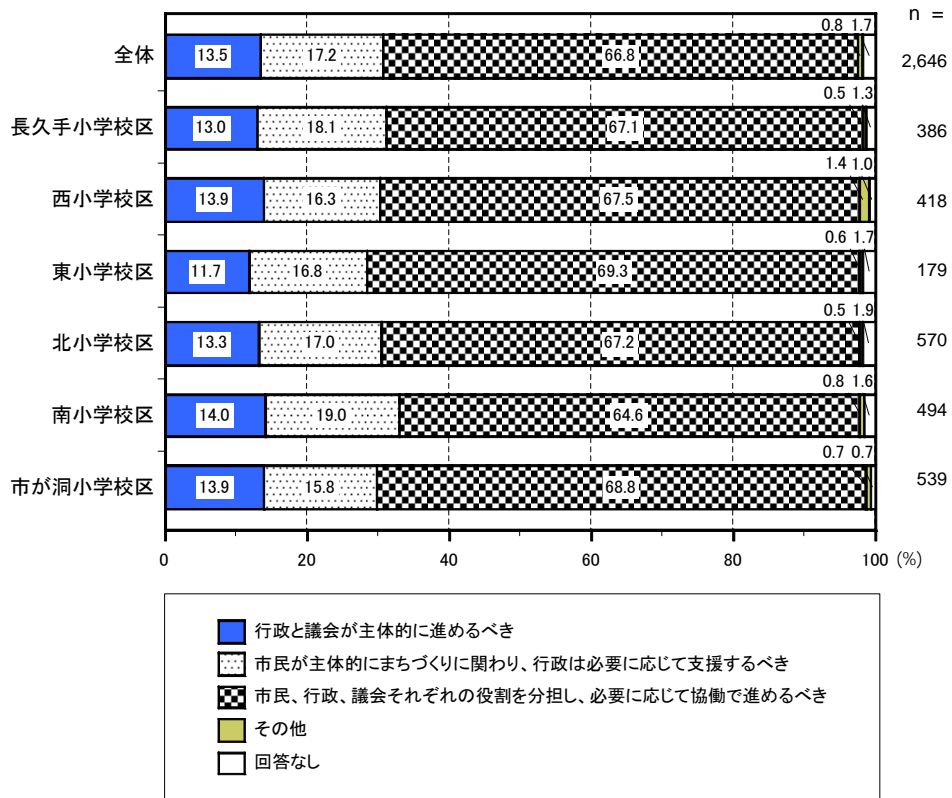 n =
0.8 1.7
全体 13.5 17.2 66.8 2,646
0.5 1.3
長久手小学校区 13.0 18.1 67.1 386
1.4 1.0
西小学校区 13.9 16.3 67.5 418
0.6 1.7
東小学校区 11.7 16.8 69.3 179
0.5 1.9
北小学校区 13.3 17.0 67.2 570
0.8 1.6
南小学校区 14.0 19.0 64.6 494
0.7 0.7
市が洞小学校区 13.9 15.8 68.8 539
0 20 40 60 80 100 (%)
行政と議会が主体的に進めるべき
市民が主体的にまちづくりに関わり、行政は必要に応じて支援するべき
市民、行政、議会それぞれの役割を分担し、必要に応じて協働で進めるべき
その他
回答なし